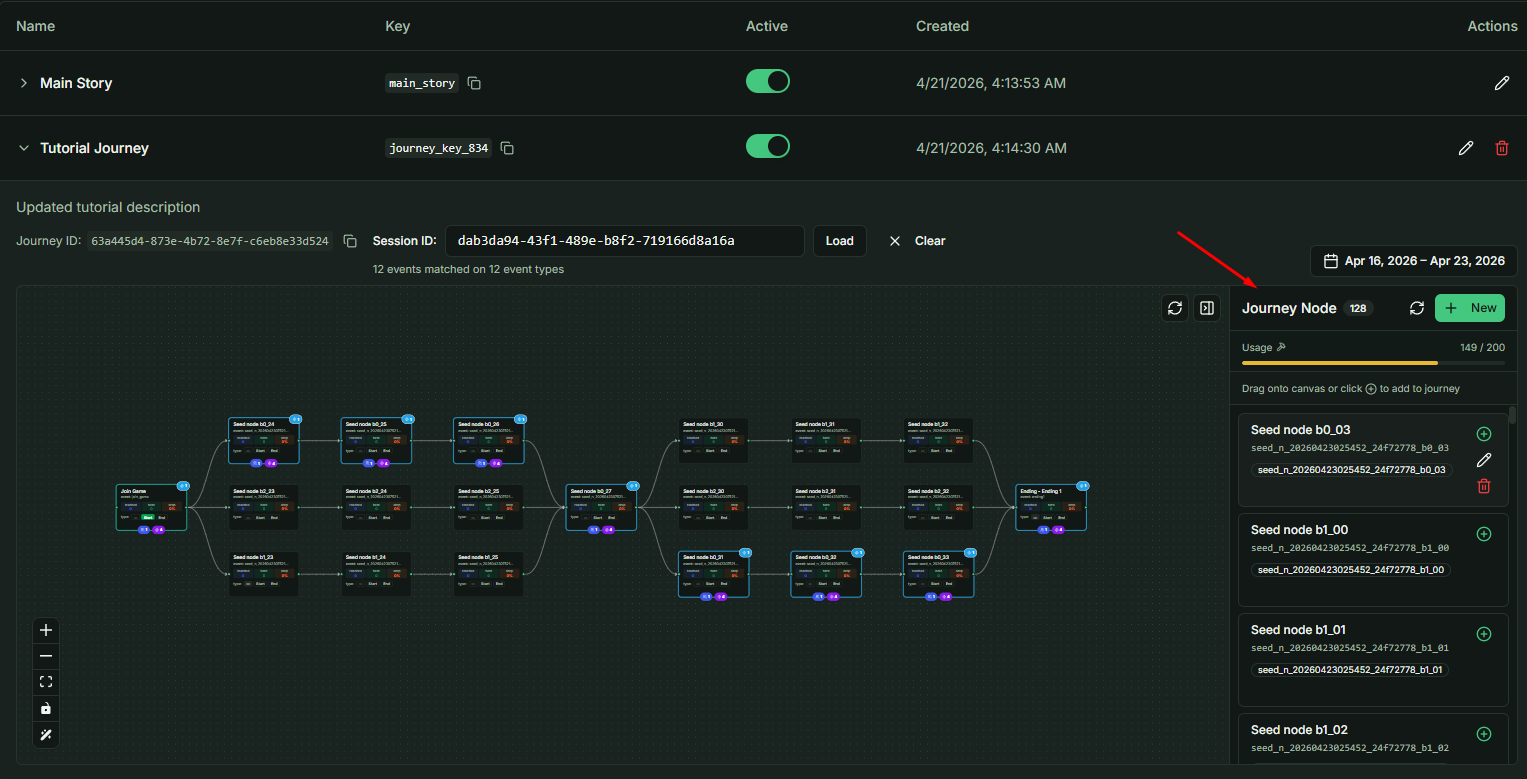 Name Key Active Created Actions
Main Story main_story 4/21/2026, 4:13:53 AM
Tutorial Journey journey_key_834 4/21/2026, 4:14:30 AM
Updated tutorial description
Journey ID: 63a445d4-873e-4b72-8e7f-c6eb8e33d524 Session ID: dab3da94-43f1-489e-b8f2-719166d8a16a Load Clear
12 events matched on 12 event types
Apr 16, 2026 – Apr 23, 2026
Journey Node 128 New
Usage 149 / 200
Drag onto canvas or click to add to journey
Seed node b0_03
seed_n_20260423025452_24f72778_b0_03
seed_n_20260423025452_24f72778_b0_03
Seed node b1_00
seed_n_20260423025452_24f72778_b1_00
seed_n_20260423025452_24f72778_b1_00
Seed node b1_01
seed_n_20260423025452_24f72778_b1_01
seed_n_20260423025452_24f72778_b1_01
Seed node b1_02
seed_n_20260423025452_24f72778_b1_02
Seed node b0_24 Seed node b0_25 Seed node b0_26 Seed node b1_30 Seed node b1_31 Seed node b1_32
Join Game Seed node b2_23 Seed node b2_24 Seed node b2_25 Seed node b0_27 Seed node b2_30 Seed node b2_31 Seed node b2_32 Ending - Ending 1
event: join_game
Seed node b1_23 Seed node b1_24 Seed node b1_25 Seed node b0_31 Seed node b0_32 Seed node b0_33